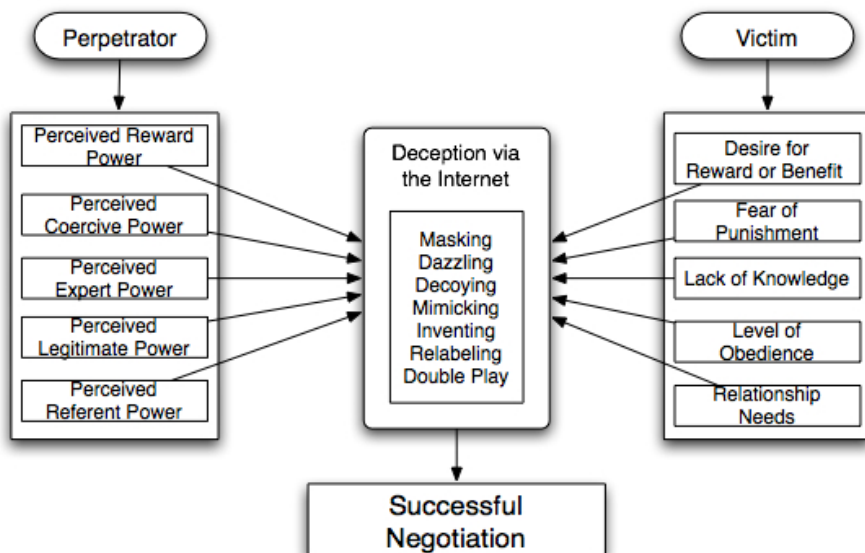 Perpetrator
Victim
Perceived Reward
Power
Perceived
Coercive Power
Perceived
Expert Power
Perceived
Legitimate Power
Perceived
Referent Power
Deception via
the Internet
Masking
Dazzling
Decoying
Mimicking
Inventing
Relabeling
Double Play
Desire for
Reward or Benefit
Fear of
Punishment
Lack of Knowledge
Level of
Obedience
Relationship
Needs
Successful
Negotiation